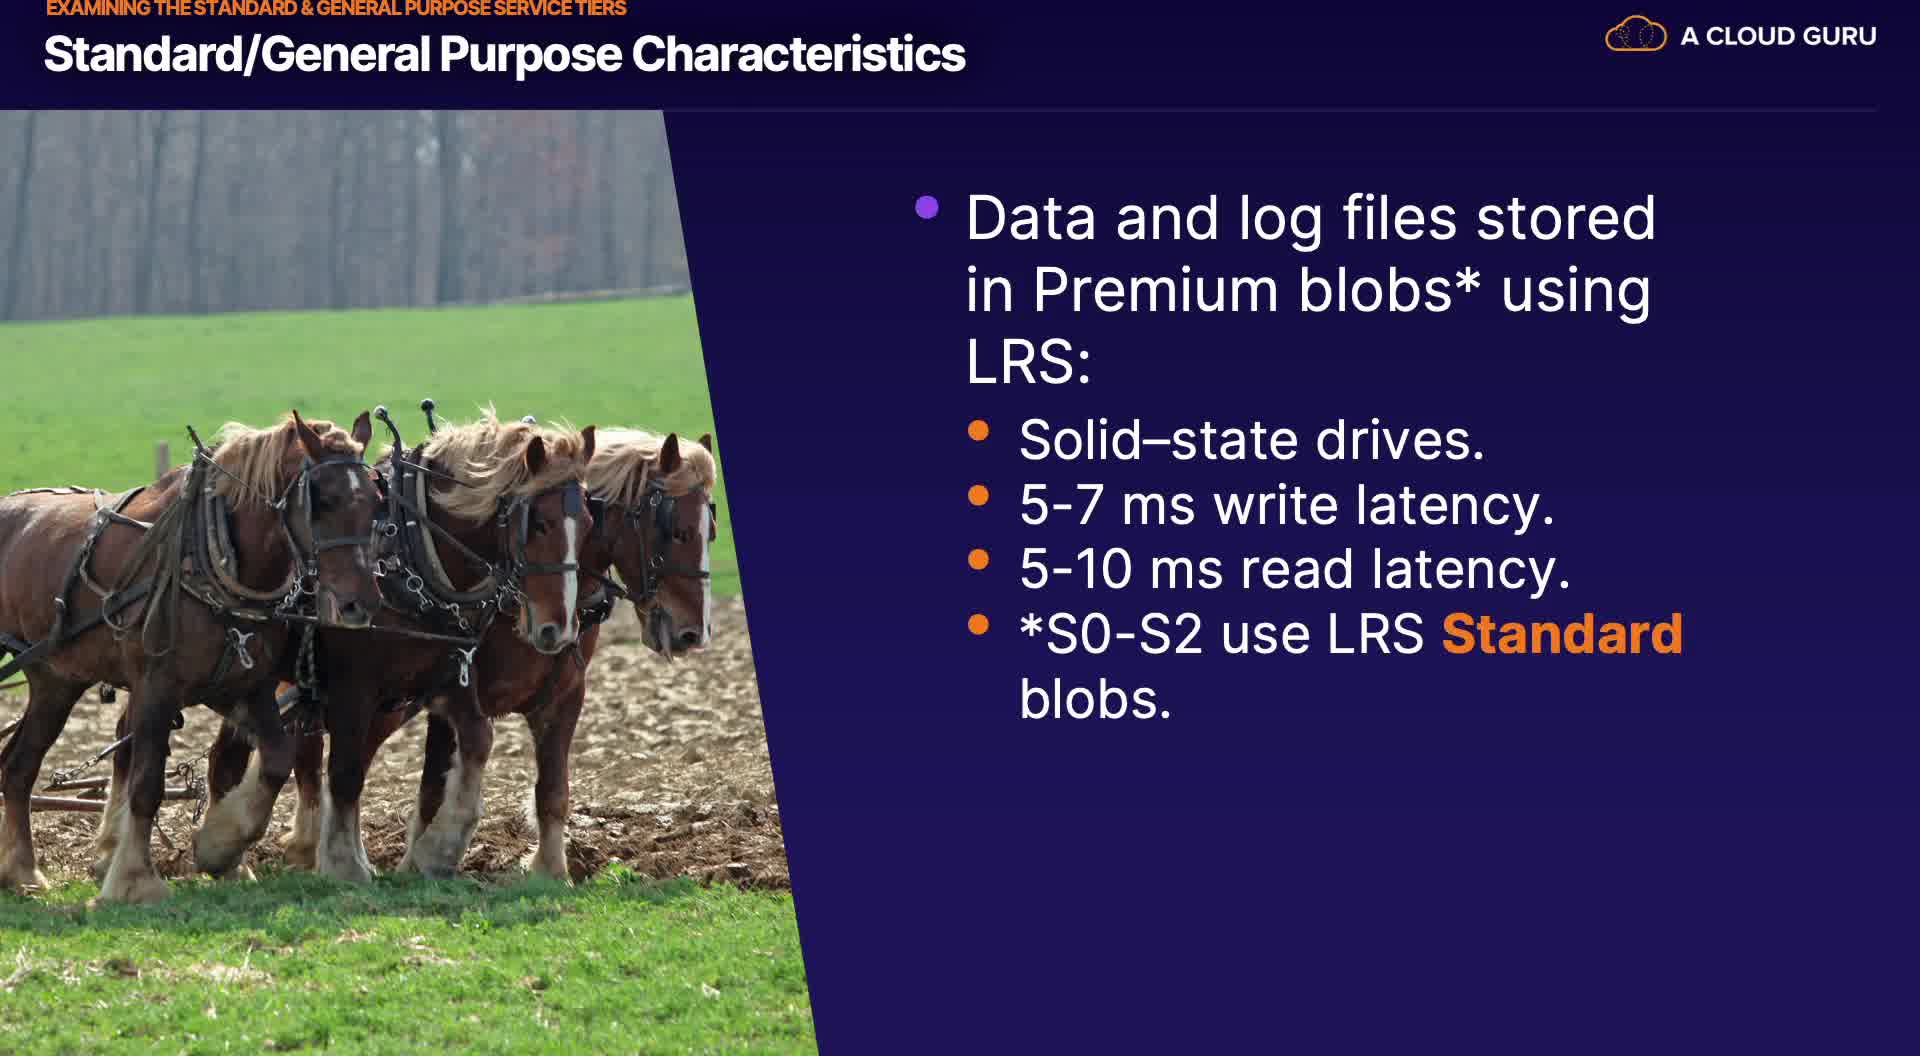 EXAMINING THE STANDARD & GENERAL PURPOSE SERVICE TIERS
Standard/General Purpose Characteristics
A CLOUD GURU
Data and log files stored
in Premium blobs* using
LRS:
Solid–state drives.
5-7 ms write latency.
5-10 ms read latency.
*S0-S2 use LRS Standard
blobs.